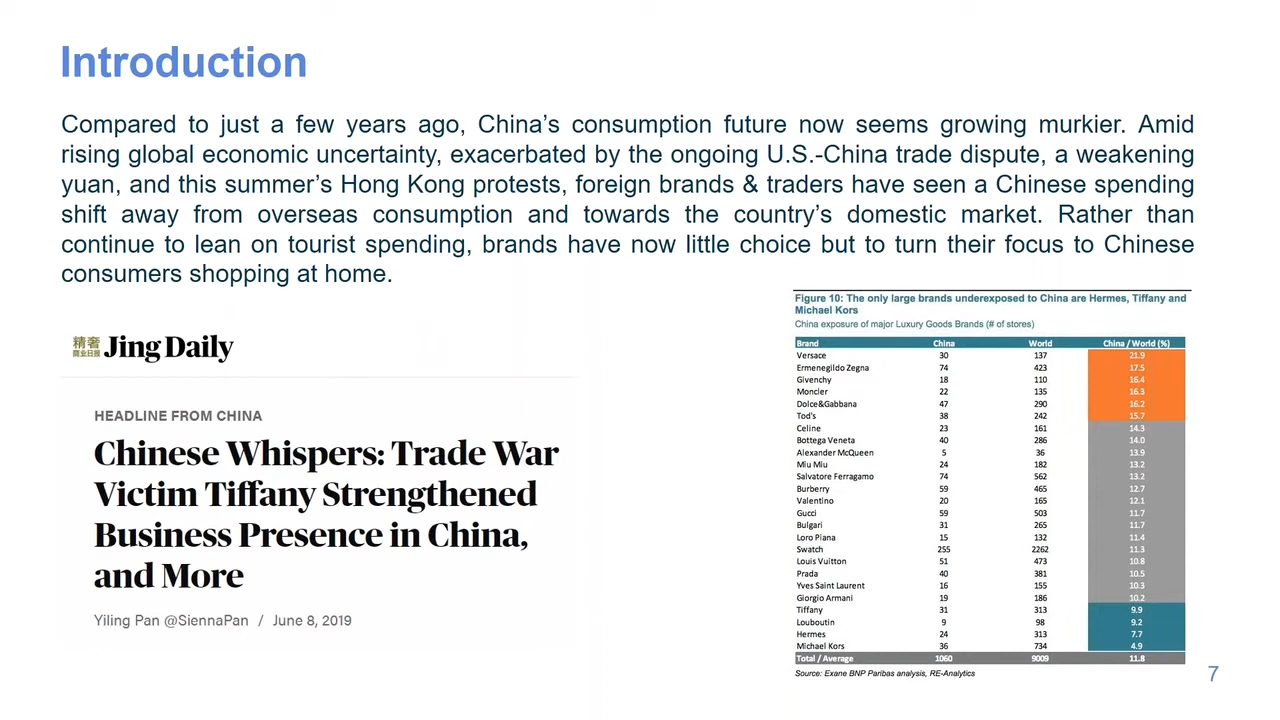 Introduction
Compared to just a few years ago, China's consumption future now seems growing murkier. Amid
rising global economic uncertainty, exacerbated by the ongoing U.S.-China trade dispute, a weakening
yuan, and this summer's Hong Kong protests, foreign brands & traders have seen a Chinese spending
shift away from overseas consumption and towards the country's domestic market. Rather than
continue to lean on tourist spending, brands have now little choice but to turn their focus to Chinese
consumers shopping at home.
精奢
商业日报
Jing Daily
HEADLINE FROM CHINA
Chinese Whispers: Trade War
Victim Tiffany Strengthened
Business Presence in China,
and More
Yiling Pan @SiennaPan / June 8, 2019
Figure 10: The only large brands underexposed to China are Hermes, Tiffany and
Michael Kors
China exposure of major Luxury Goods Brands (# of stores)
Brand China World China / World (%)
Versace 30 137 21.9
Ermenegildo Zegna 74 423 17.5
Givenchy 18 110 16.4
Moncler 22 135 16.3
Dolce&Gabbana 47 290 16.2
Tod's 38 242 15.7
Celine 23 161 14.3
Bottega Veneta 40 286 14.0
Alexander McQueen 5 36 13.9
Miu Miu 24 182 13.2
Salvatore Ferragamo 74 562 13.2
Burberry 59 465 12.7
Valentino 20 165 12.1
Gucci 59 503 11.7
Bulgari 31 265 11.7
Loro Piana 15 132 11.4
Swatch 255 2262 11.3
Louis Vuitton 51 473 10.8
Prada 40 381 10.5
Yves Saint Laurent 16 155 10.3
Giorgio Armani 19 186 10.2
Tiffany 31 313 9.9
Louboutin 9 98 9.2
Hermes 24 313 7.7
Michael Kors 36 734 4.9
Total / Average 1060 9009 11.8
Source: Exane BNP Paribas analysis, RE-Analytics
7